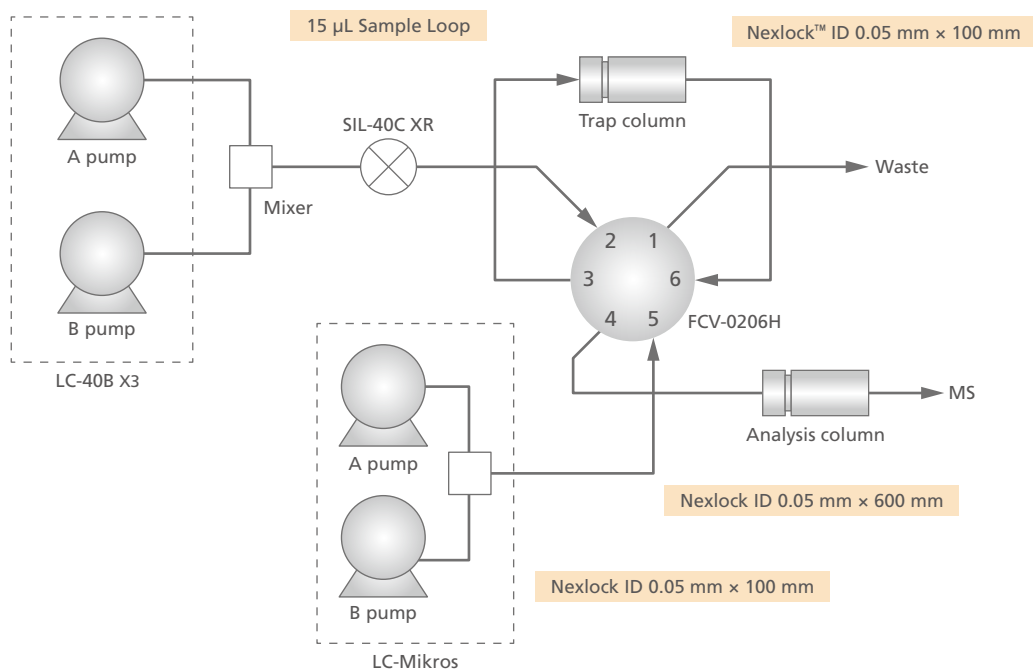 15 µL Sample Loop
Nexlock™ ID 0.05 mm × 100 mm
A pump
B pump
LC-40B X3
Mixer
SIL-40C XR
Trap column
Waste
2 1
3 6
4 5
FCV-0206H
Analysis column
MS
A pump
B pump
LC-Mikros
Nexlock ID 0.05 mm × 600 mm
Nexlock ID 0.05 mm × 100 mm